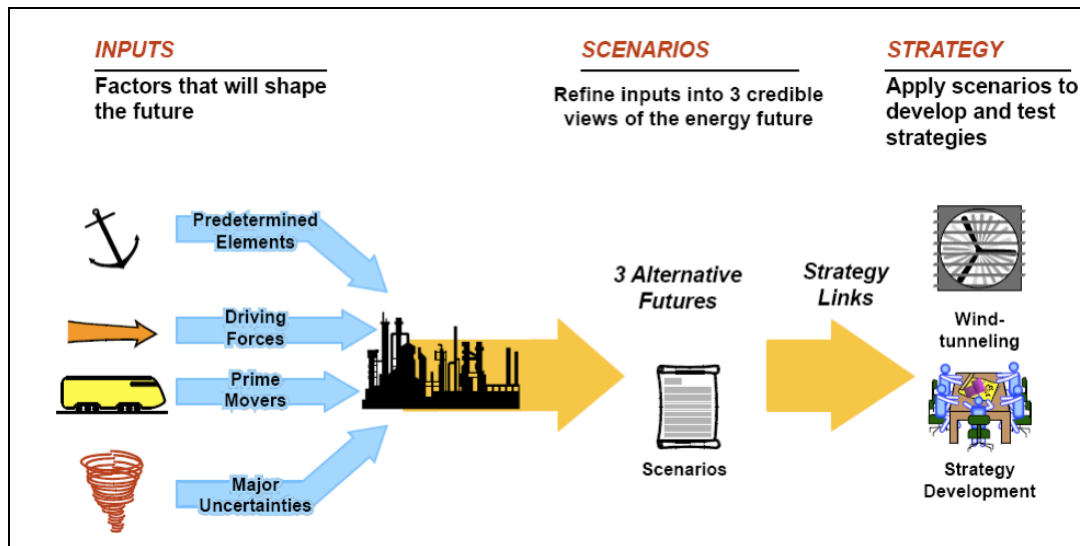 INPUTS
Factors that will shape
the future
SCENARIOS
Refine inputs into 3 credible
views of the energy future
STRATEGY
Apply scenarios to
develop and test
strategies
Predetermined
Elements
Driving
Forces
Prime
Movers
Major
Uncertainties
3 Alternative
Futures
Scenarios
Strategy
Links
Wind-
tunneling
Strategy
Development